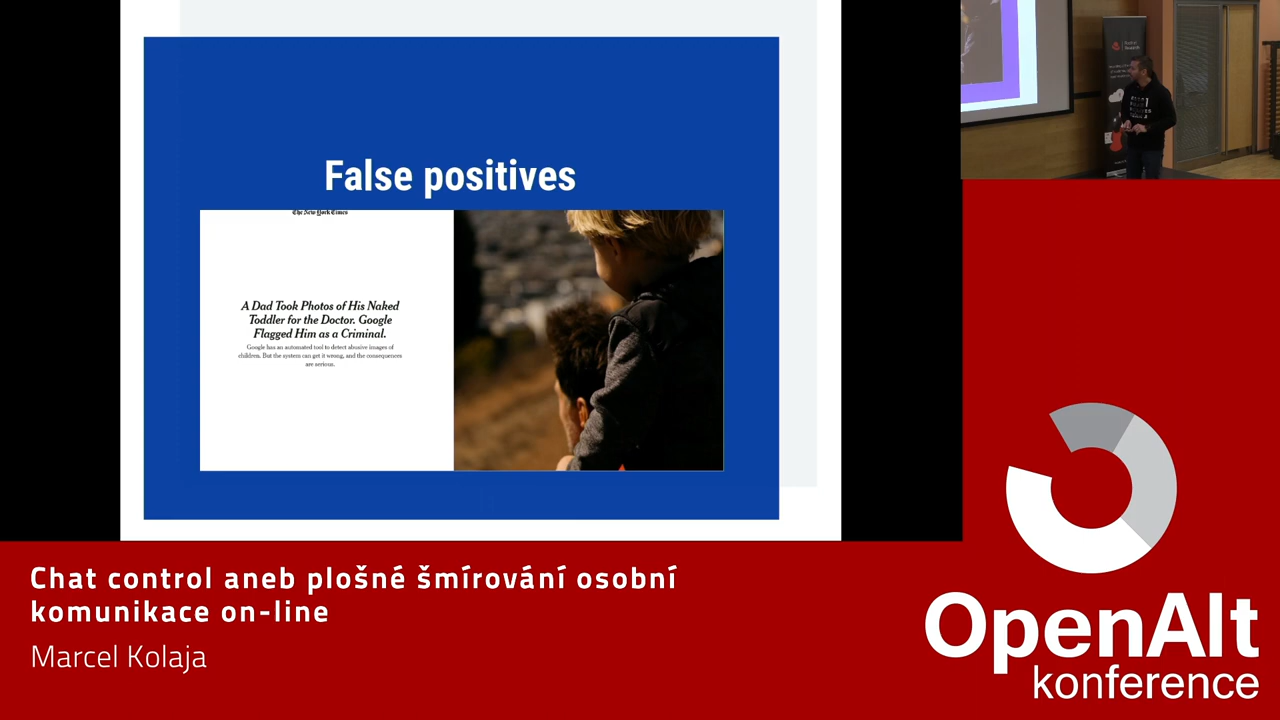 False positives
The New York Times
A Dad Took Photos of His Naked
Toddler for the Doctor. Google
Flagged Him as a Criminal.
Google has an automated tool to detect abusive images of
children. But the system can get it wrong, and the consequences
are serious.
Chat control aneb plošné šmírování osobní
komunikace on-line
Marcel Kolaja
OpenAlt
konference